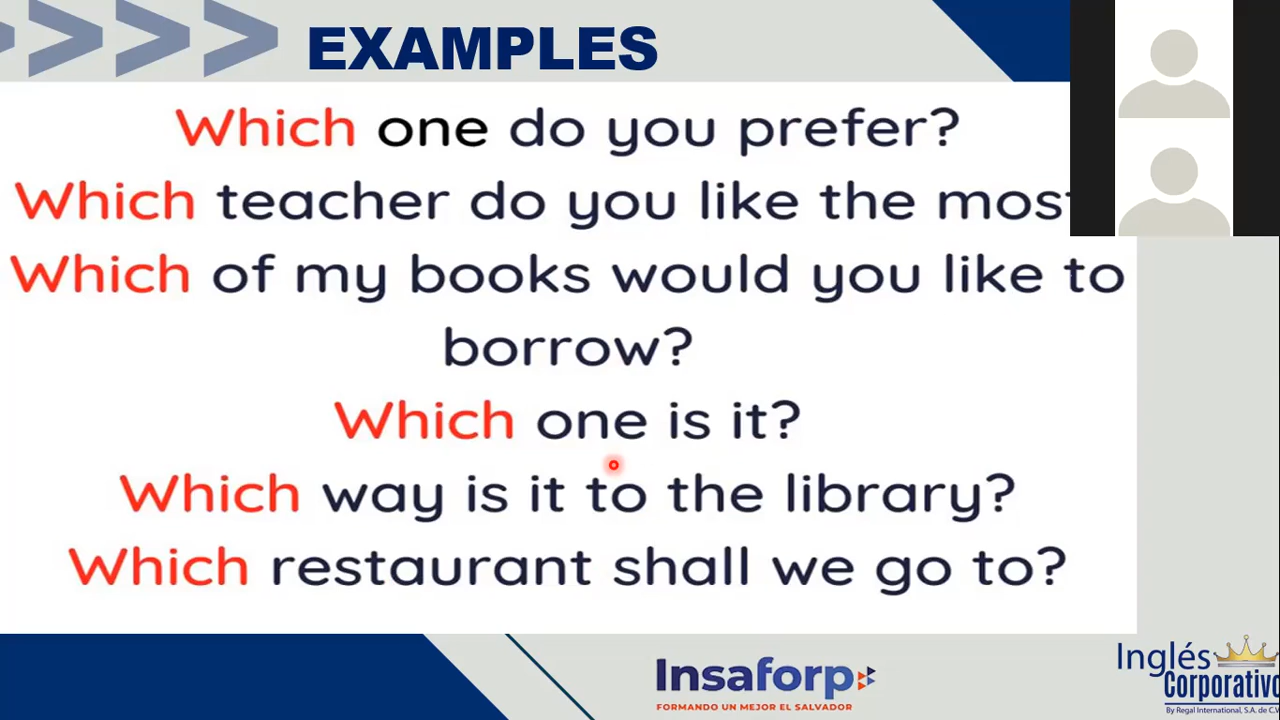 EXAMPLES
Which one do you prefer?
Which teacher do you like the most
Which of my books would you like to
borrow?
Which one is it?
Which way is it to the library?
Which restaurant shall we go to?
Insaforp
FORMANDO UN MEJOR EL SALVADOR
Inglés
Corporativo
By Regal International, S.A. de C.V